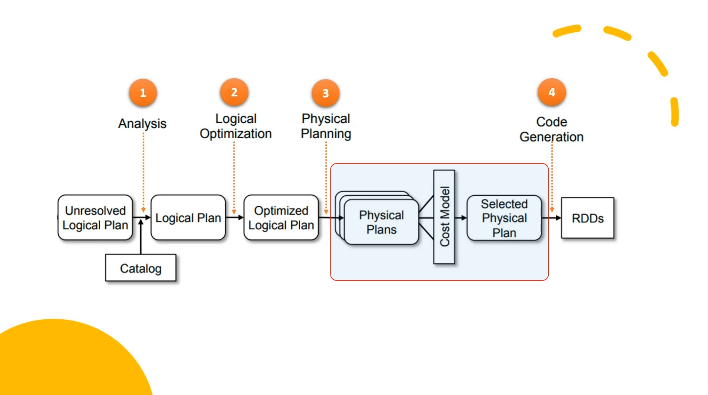 1
2
3
4
Analysis
Logical
Optimization
Physical
Planning
Code
Generation
Unresolved
Logical Plan
Logical Plan
Optimized
Logical Plan
Physical
Plans
Cost Model
Selected
Physical
Plan
RDDs
Catalog